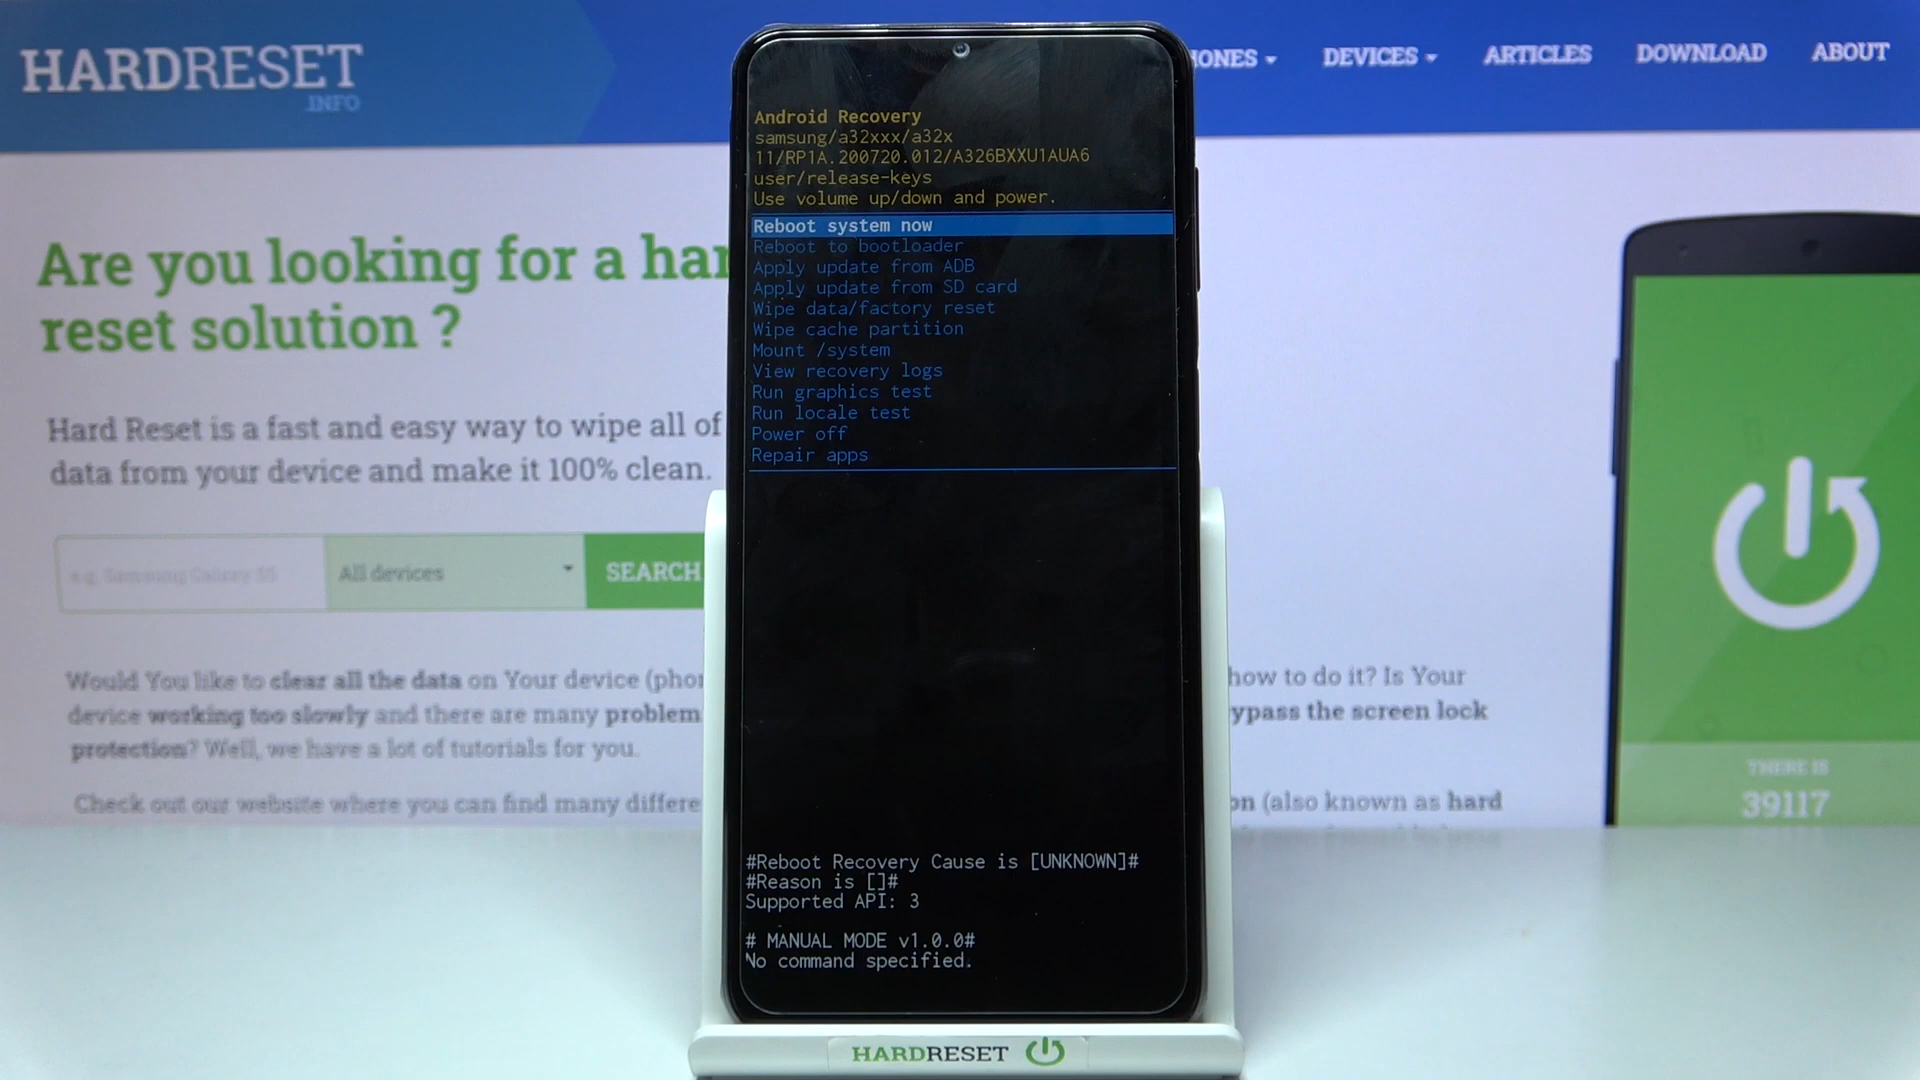 HARDRESET
.INFO
HONES
DEVICES
ARTICLES
DOWNLOAD
ABOUT
Are you looking for a har
reset solution ?
Hard Reset is a fast and easy way to wipe all of
data from your device and make it 100% clean.
e.g. Samsung Galaxy S5
All devices
SEARCH
Would You like to clear all the data on Your device (phor
device working too slowly and there are many problem
protection? Well, we have a lot of tutorials for you.
Check out our website where you can find many differe
how to do it? Is Your
ypass the screen lock
on (also known as hard
THERE IS
39117
Android Recovery
samsung/a32xxx/a32x
11/RP1A.200720.012/A326BXXU1AUA6
user/release-keys
Use volume up/down and power.
Reboot system now
Reboot to bootloader
Apply update from ADB
Apply update from SD card
Wipe data/factory reset
Wipe cache partition
Mount /system
View recovery logs
Run graphics test
Run locale test
Power off
Repair apps
#Reboot Recovery Cause is [UNKNOWN]#
#Reason is []#
Supported API: 3
# MANUAL MODE v1.0.0#
No command specified.
HARDRESET